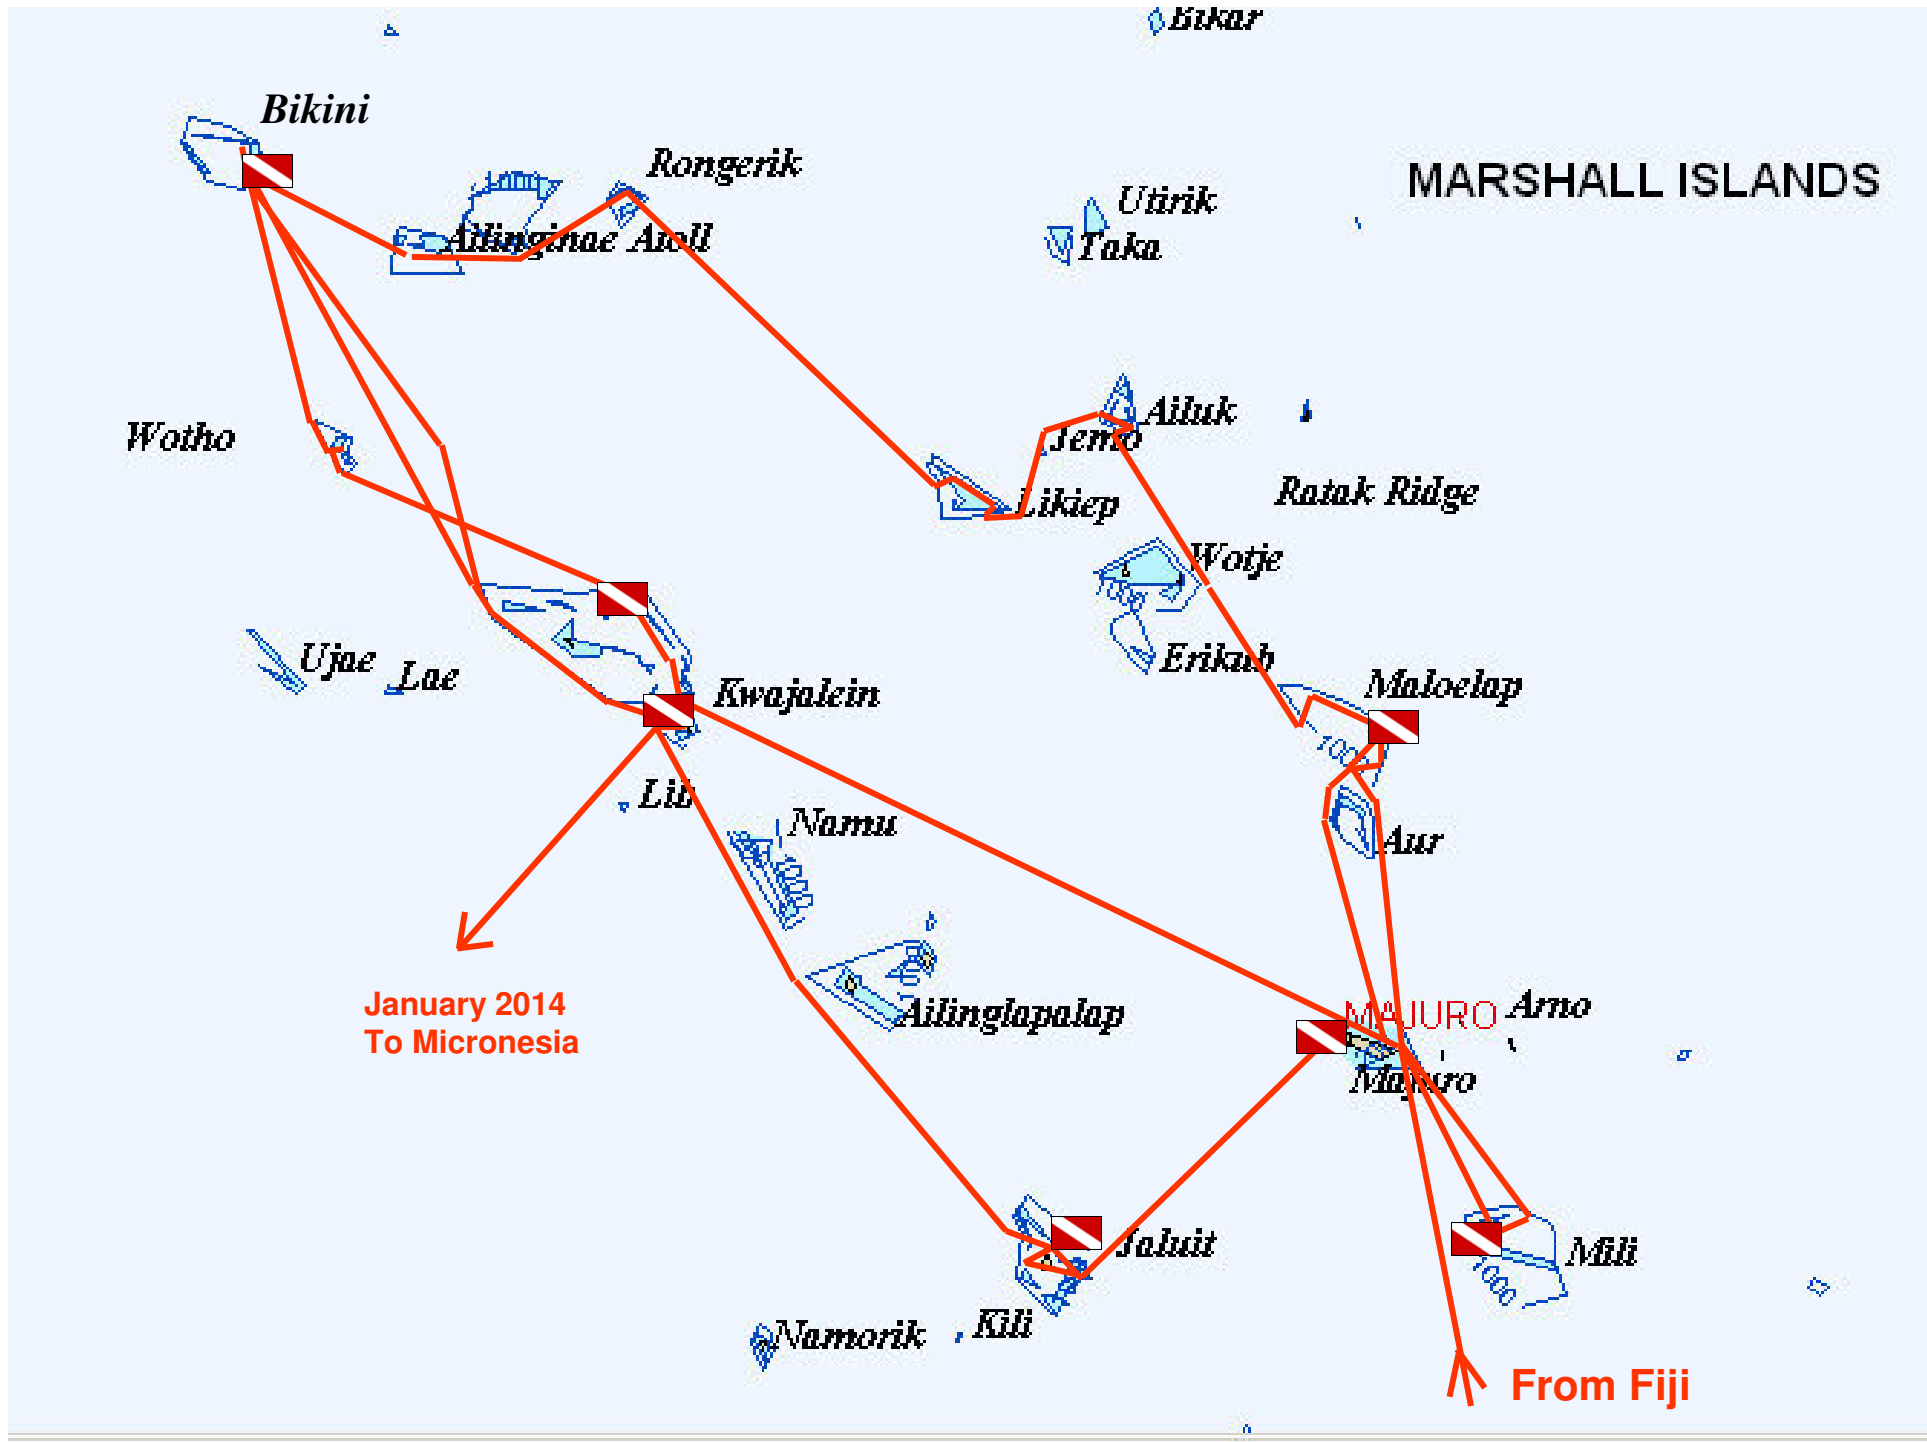 Bikar
Bikini
Rongerik
MARSHALL ISLANDS
Utirik
Ailinginae Atoll
Taka
Ailuk
Wotho
Jemo
Likiep
Ratak Ridge
Wotje
Ujae
Lae
Erikub
Kwajalein
Maloelap
1000
Lib
Namu
Aur
January 2014
To Micronesia
Ailinglapalap
MAJURO
Arno
Majuro
Jaluit
Mili
1000
Namorik
Kili
From Fiji